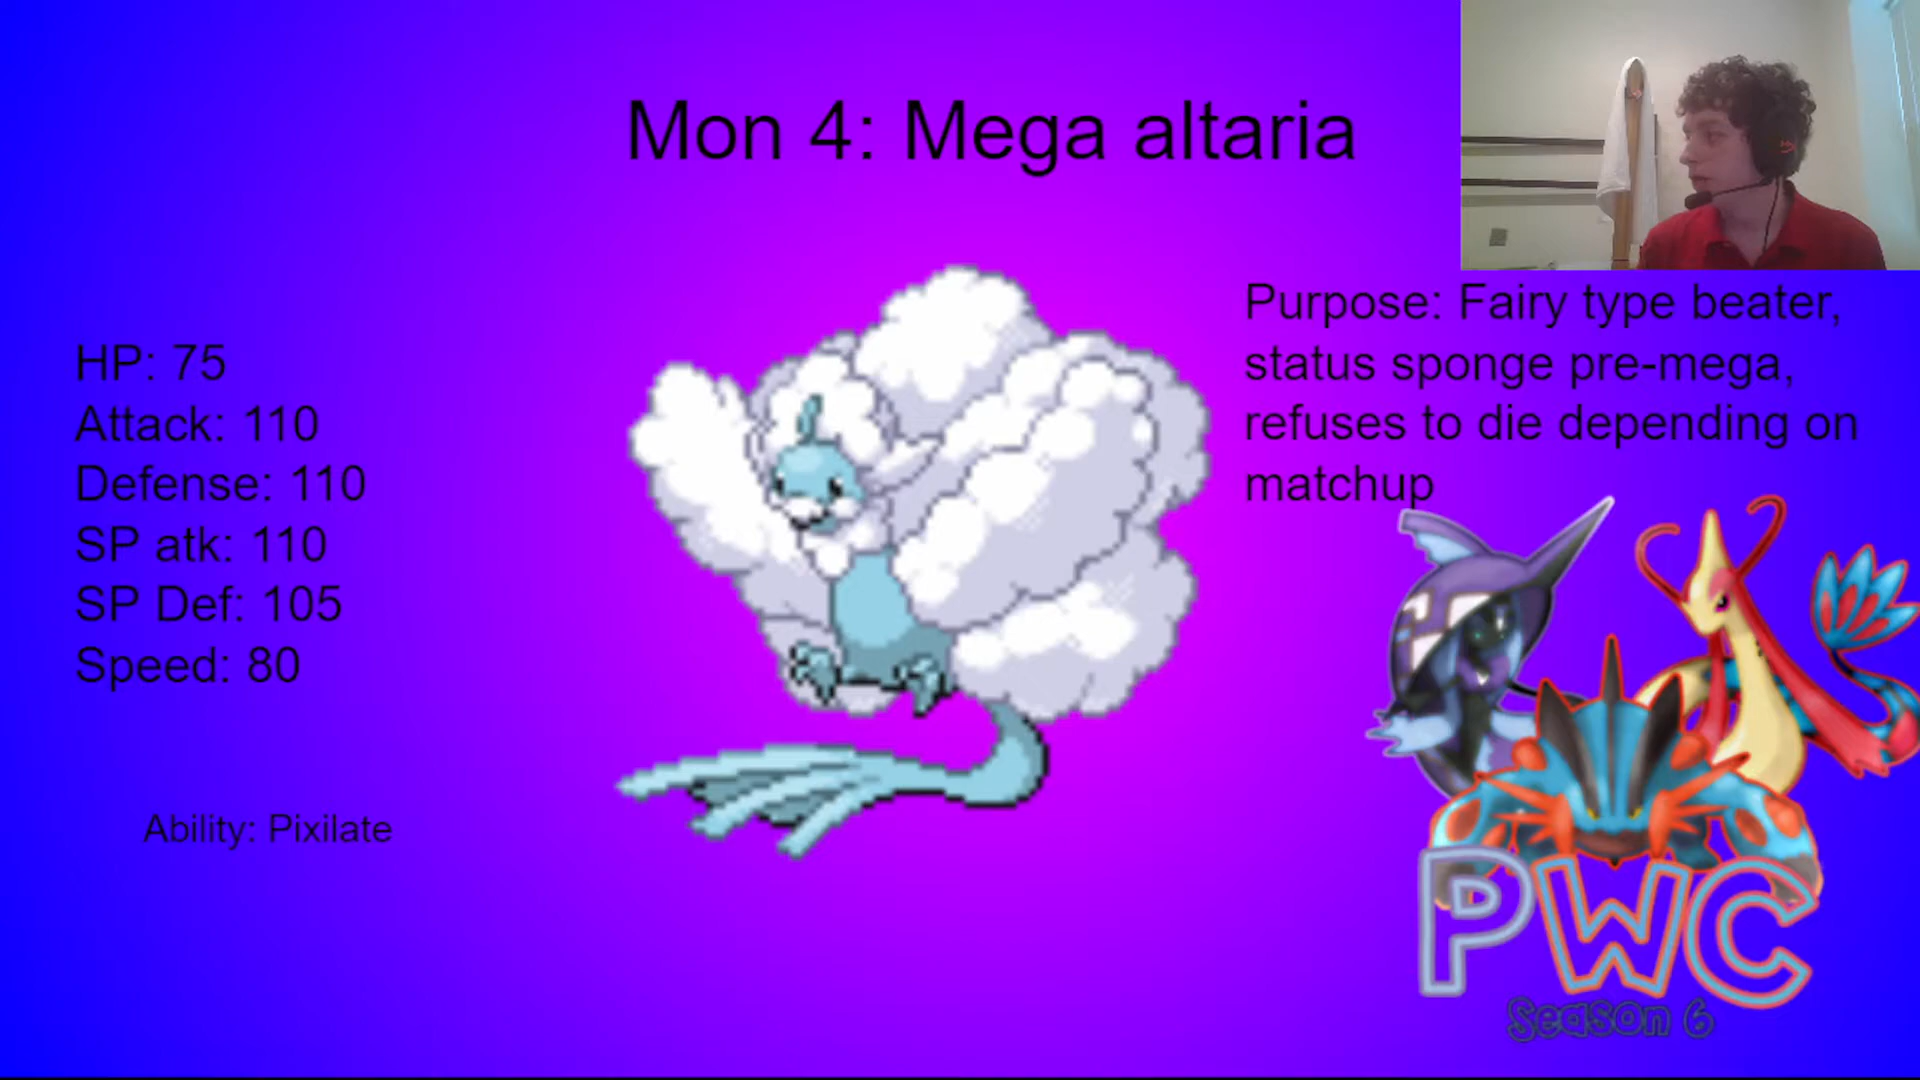 Mon 4: Mega altaria
HP: 75
Attack: 110
Defense: 110
SP atk: 110
SP Def: 105
Speed: 80
Ability: Pixilate
Purpose: Fairy type beater,
status sponge pre-mega,
refuses to die depending on
matchup
PWC
Season 6